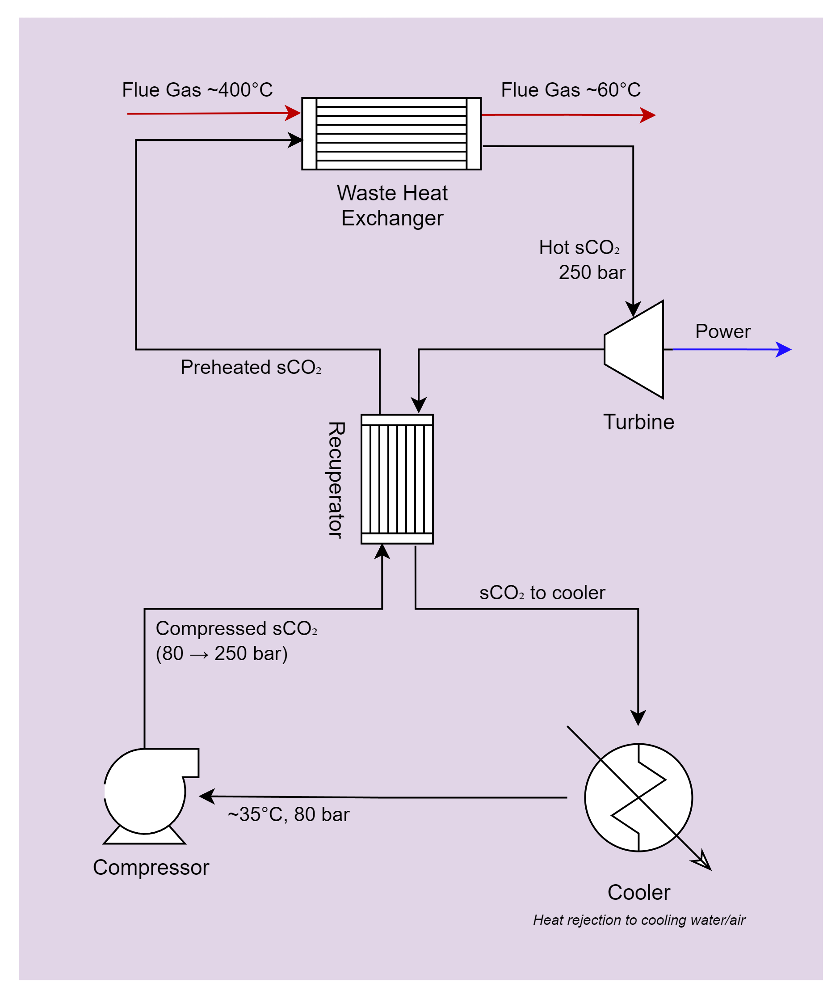 Flue Gas ~400°C
Flue Gas ~60°C
Waste Heat
Exchanger
Hot sCO₂
250 bar
Power
Preheated sCO₂
Turbine
Recuperator
sCO₂ to cooler
Compressed sCO₂
(80 → 250 bar)
~35°C, 80 bar
Compressor
Cooler
Heat rejection to cooling water/air